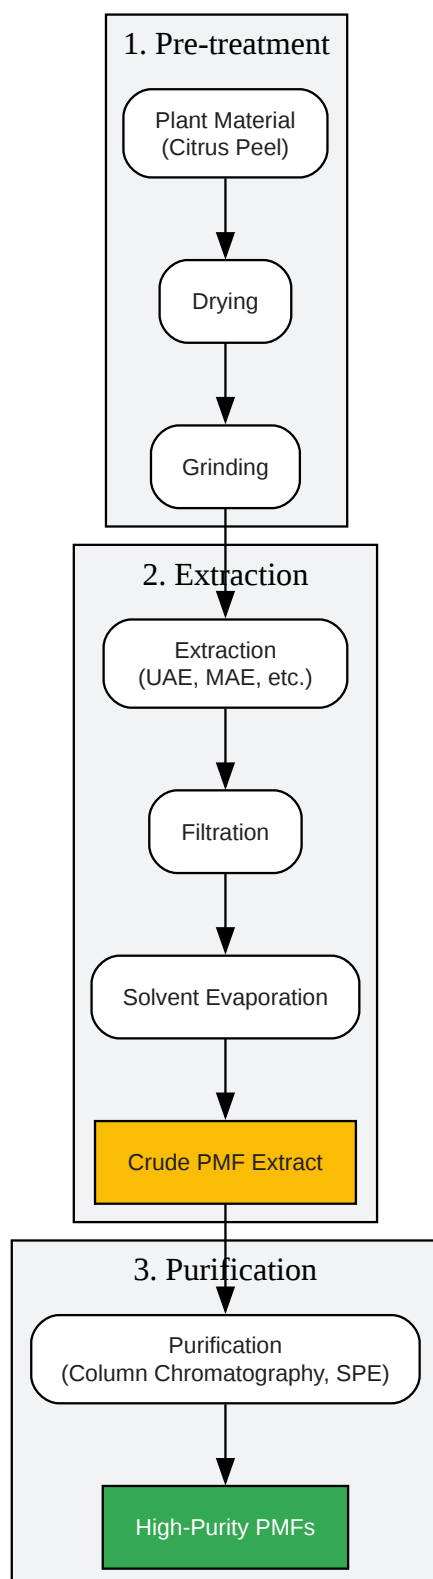 1. Pre-treatment
Plant Material
(Citrus Peel)
Drying
Grinding
2. Extraction
Extraction
(UAE, MAE, etc.)
Filtration
Solvent Evaporation
Crude PMF Extract
3. Purification
Purification
(Column Chromatography, SPE)
High-Purity PMFs